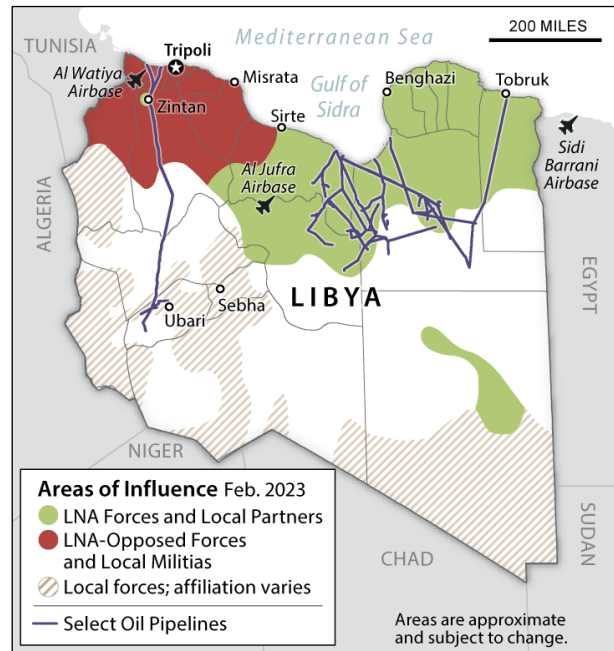 TUNISIA
Mediterranean Sea
200 MILES
Tripoli
Al Watiya
Airbase
Misrata
Gulf of
Sidra
Benghazi
Tobruk
Zintan
Sirte
Sidi
Barrani
Airbase
Al Jufra
Airbase
ALGERIA
EGYPT
LIBYA
Sebha
Ubari
NIGER
CHAD
SUDAN
Areas of Influence Feb. 2023
LNA Forces and Local Partners
LNA-Opposed Forces
and Local Militias
Local forces; affiliation varies
Select Oil Pipelines
Areas are approximate
and subject to change.